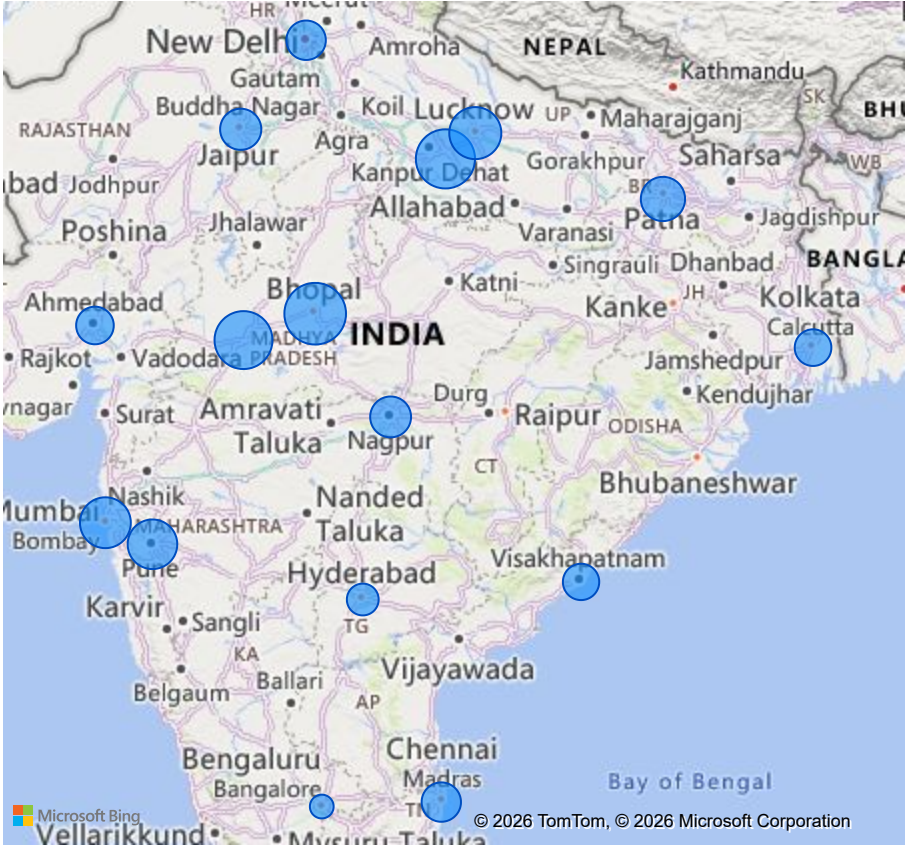 HR
Meerut
New Delhi
Amroha
NEPAL
Gautam
Buddha Nagar
Kathmandu
SK
BHU
Koil
Lucknow
UP
Maharajganj
RAJASTHAN
Agra
Jaipur
Kanpur Dehat
Gorakhpur
Saharsa
WB
bad
Jodhpur
BR
Allahabad
Patna
Jagdishpur
Poshina
Jhalawar
Varanasi
Singrauli
Dhanbad
BANGLA
Bhopal
Katni
JH
Kanke
Kolkata
Calcutta
Ahmedabad
INDIA
MADHYA
PRADESH
Rajkot
Vadodara
Jamshedpur
vnagar
Surat
Amravati
Taluka
Durg
Raipur
Kendujhar
Nagpur
ODISHA
CT
Bhubaneshwar
Nashik
Nanded
Taluka
Mumbai
Bombay
MAHARASHTRA
Pune
Visakhapatnam
Hyderabad
Karvir
Sangli
TG
KA
Vijayawada
Belgaum
Ballari
AP
Bengaluru
Bangalore
Chennai
Madras
TN
Bay of Bengal
Microsoft Bing
© 2026 TomTom, © 2026 Microsoft Corporation
Vellarikkund
Mysuru Taluka